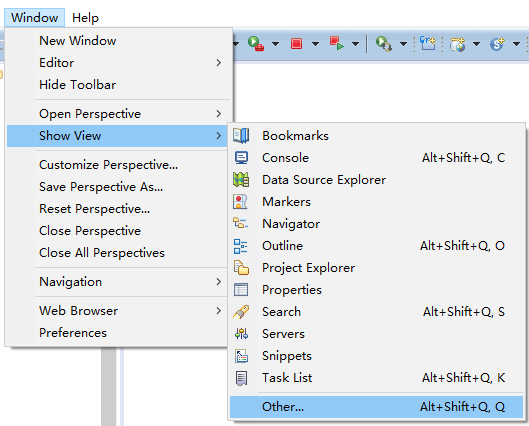 Window Help
New Window
Editor
Hide Toolbar
Open Perspective
Show View
Customize Perspective...
Save Perspective As...
Reset Perspective...
Close Perspective
Close All Perspectives
Navigation
Web Browser
Preferences
Bookmarks
Console Alt+Shift+Q, C
Data Source Explorer
Markers
Navigator
Outline Alt+Shift+Q, O
Project Explorer
Properties
Search Alt+Shift+Q, S
Servers
Snippets
Task List Alt+Shift+Q, K
Other... Alt+Shift+Q, Q